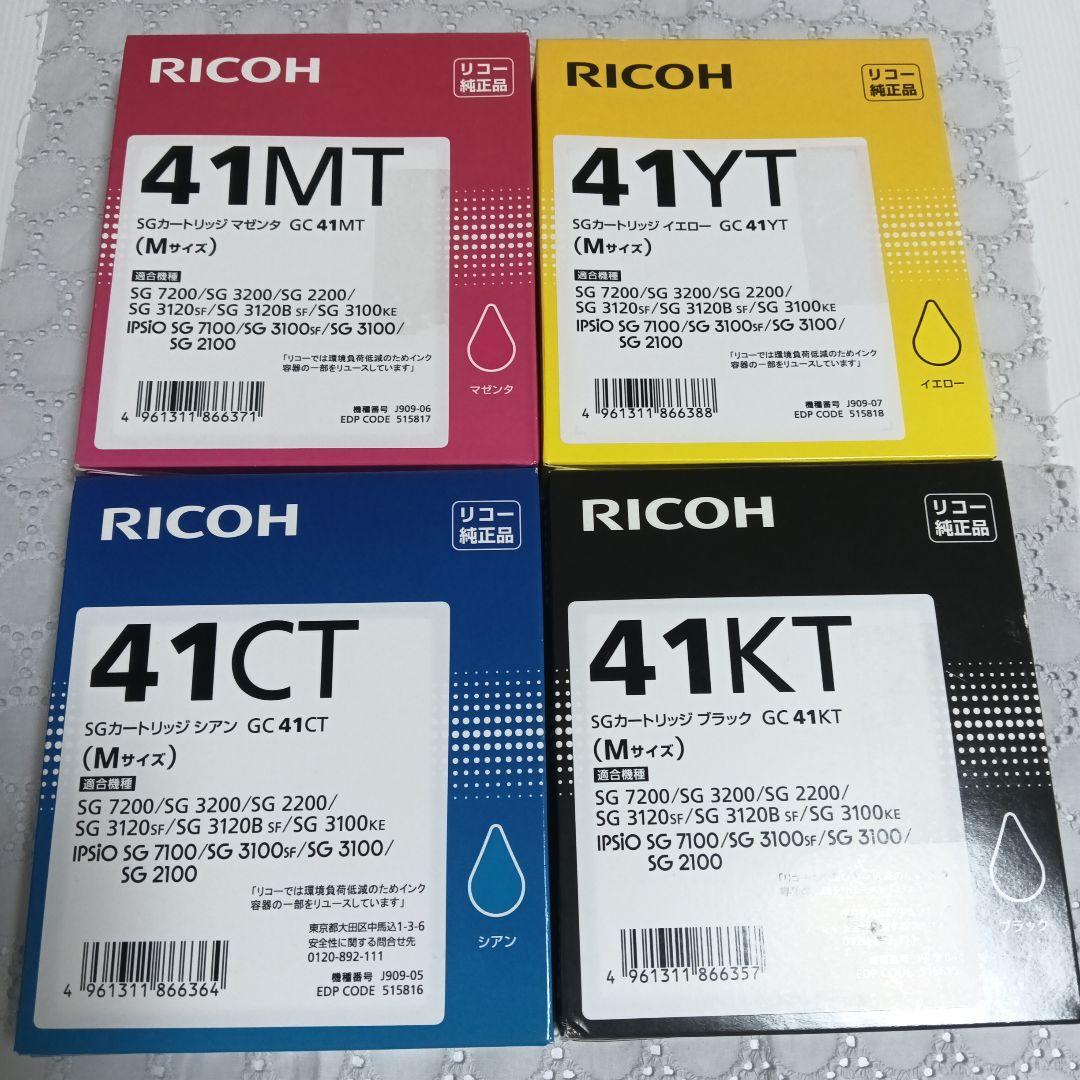 RICOH
リコー
純正品
41MT
SGカートリッジ マゼンタ GC 41MT
(Mサイズ)
適合機種
SG 7200/SG 3200/SG 2200/
SG 3120SF/SG 3120B SF/SG 3100KE
IPSiO SG 7100/SG 3100SF/SG 3100/
SG 2100
「リコーでは環境負荷低減のためインク
容器の一部をリユースしています」
マゼンタ
4 961311 866371
機種番号 J909-06
EDP CODE 515817
RICOH
リコー
純正品
41YT
SGカートリッジ イエロー GC 41YT
(Mサイズ)
適合機種
SG 7200/SG 3200/SG 2200/
SG 3120SF/SG 3120B SF/SG 3100KE
IPSiO SG 7100/SG 3100SF/SG 3100/
SG 2100
「リコーでは環境負荷低減のためインク
容器の一部をリユースしています」
イエロー
4 961311 866388
機種番号 J909-07
EDP CODE 515818
RICOH
リコー
純正品
41CT
SGカートリッジ シアン GC 41CT
(Mサイズ)
適合機種
SG 7200/SG 3200/SG 2200/
SG 3120SF/SG 3120B SF/SG 3100KE
IPSiO SG 7100/SG 3100SF/SG 3100/
SG 2100
「リコーでは環境負荷低減のためインク
容器の一部をリユースしています」
シアン
東京都大田区中馬込1-3-6
安全性に関する問合せ先
0120-892-111
4 961311 866364
機種番号 J909-05
EDP CODE 515816
RICOH
リコー
純正品
41KT
SGカートリッジ ブラック GC 41KT
(Mサイズ)
適合機種
SG 7200/SG 3200/SG 2200/
SG 3120SF/SG 3120B SF/SG 3100KE
IPSiO SG 7100/SG 3100SF/SG 3100/
SG 2100
ブラック
4 961311 866357
EDP